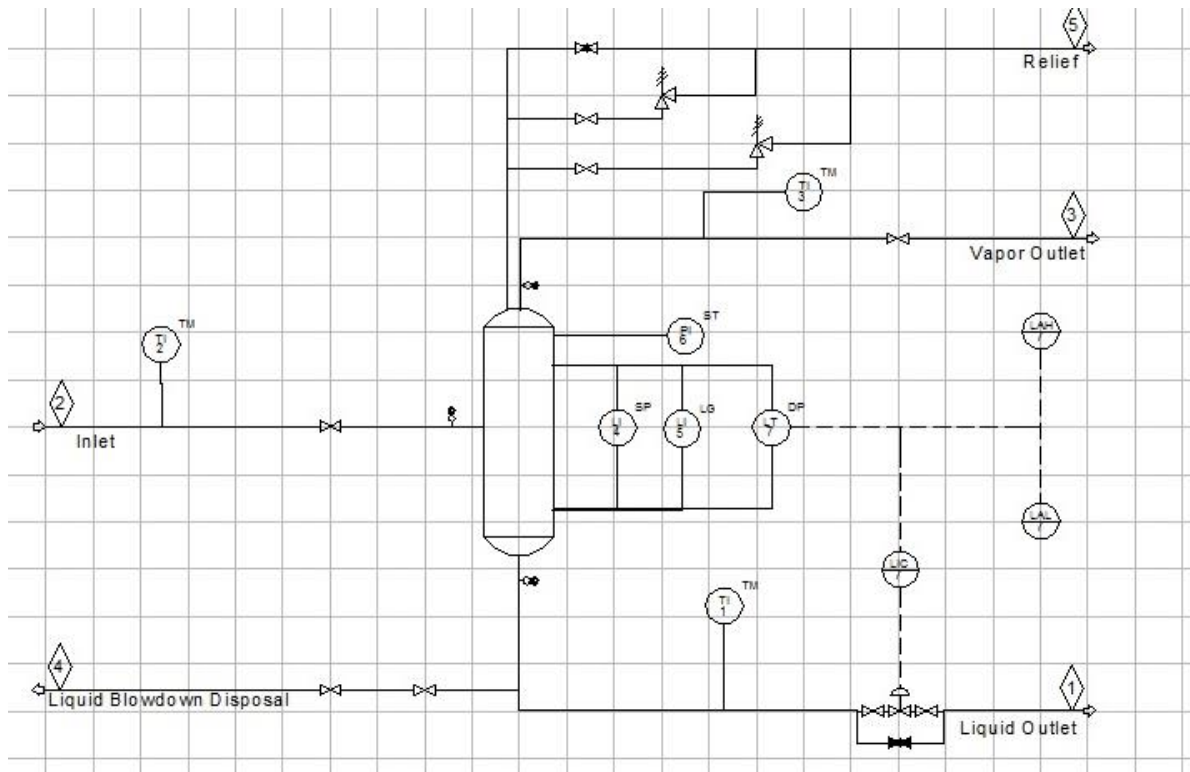 5
Relief
TI
3
TM
3
Vapor Outlet
TI
2
TM
PI
6
ST
LAH
7
2
Inlet
LI
4
SP
LI
5
LG
LT
7
DP
LAL
7
LIC
7
TI
1
TM
4
Liquid Blowdown Disposal
1
Liquid Outlet